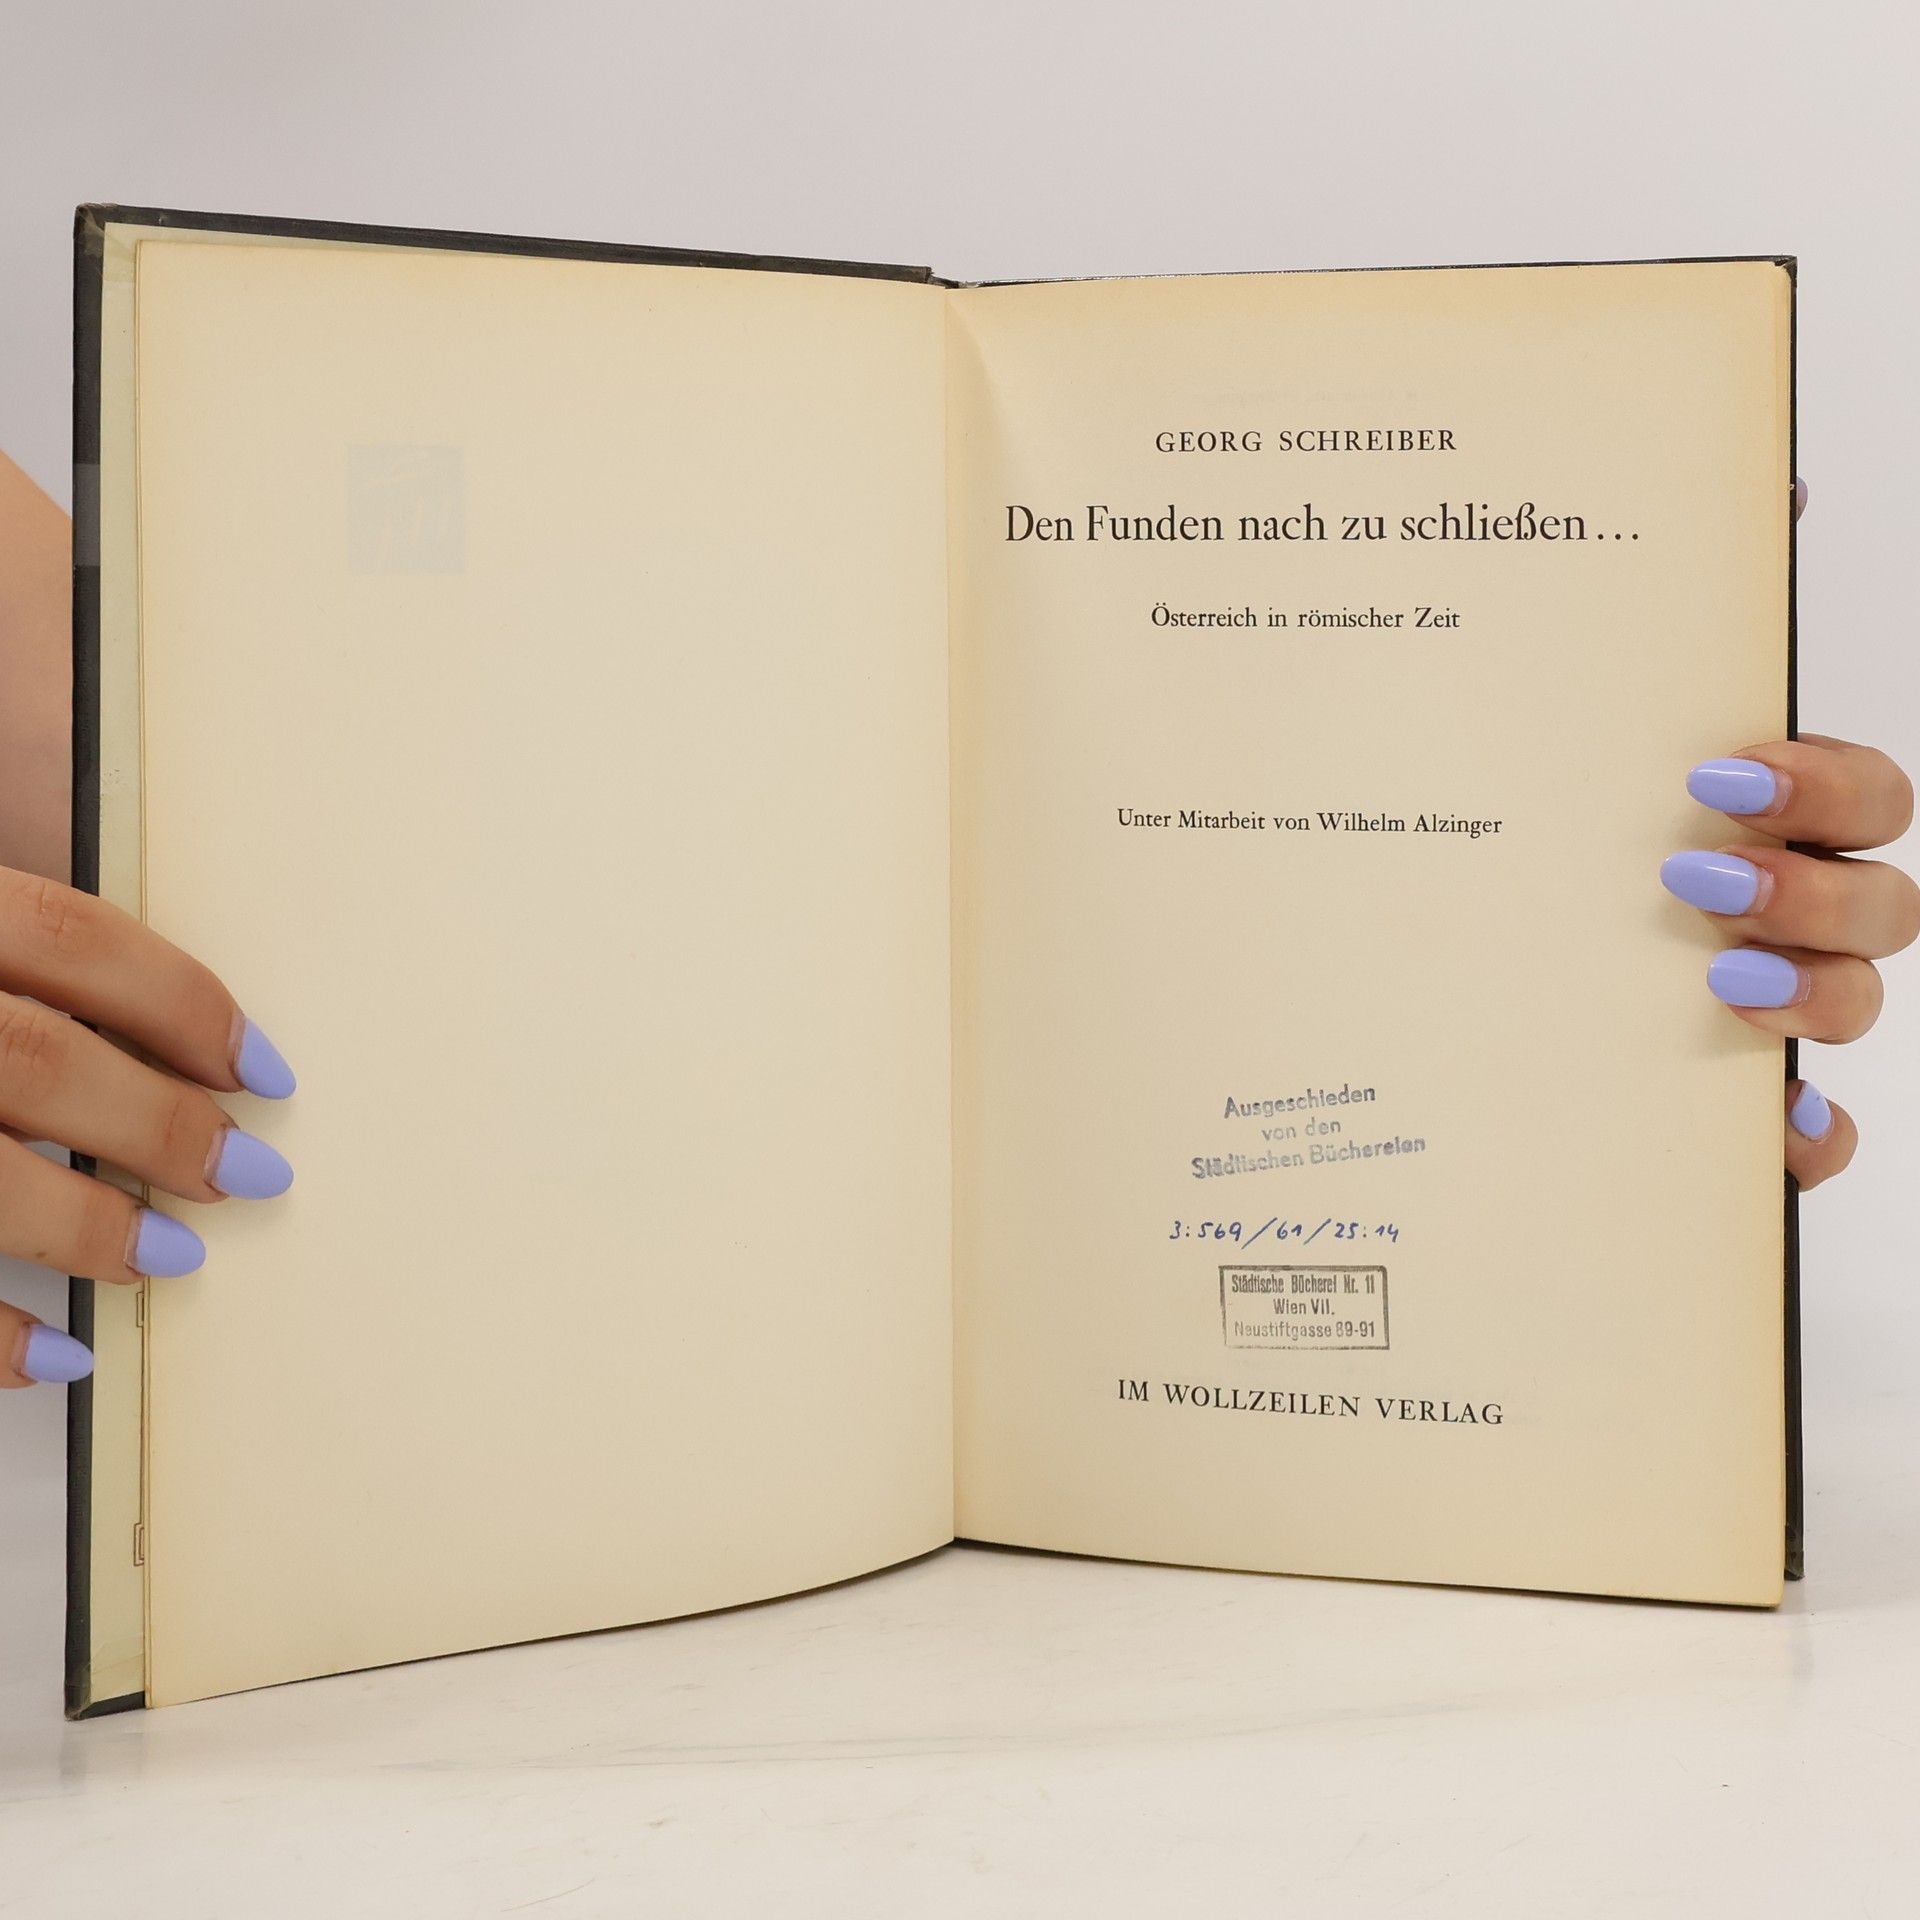 GEORG SCHREIBER
Den Funden nach zu schließen...
Österreich in römischer Zeit
Unter Mitarbeit von Wilhelm Alzinger
Ausgeschieden
von den
Städtischen Büchereien
3:569/61/25:14
Städtische Bücherei Nr. 11
Wien VII.
Neustiftgasse 89-91
IM WOLLZEILEN VERLAG